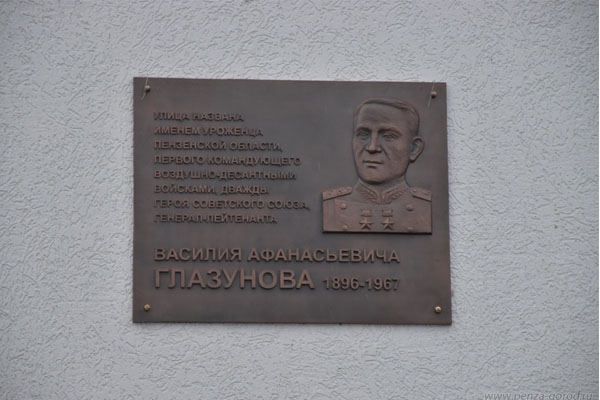 УЛИЦА НАЗВАНА
ИМЕНЕМ УРОЖЕНЦА
ПЕНЗЕНСКОЙ ОБЛАСТИ,
ПЕРВОГО КОМАНДУЮЩЕГО
ВОЗДУШНО-ДЕСАНТНЫМИ
ВОЙСКАМИ, ДВАЖДЫ
ГЕРОЯ СОВЕТСКОГО СОЮЗА,
ГЕНЕРАЛ-ЛЕЙТЕНАНТА
ВАСИЛИЯ АФАНАСЬЕВИЧА
ГЛАЗУНОВА 1896-1967
www.penza-gorod.ru